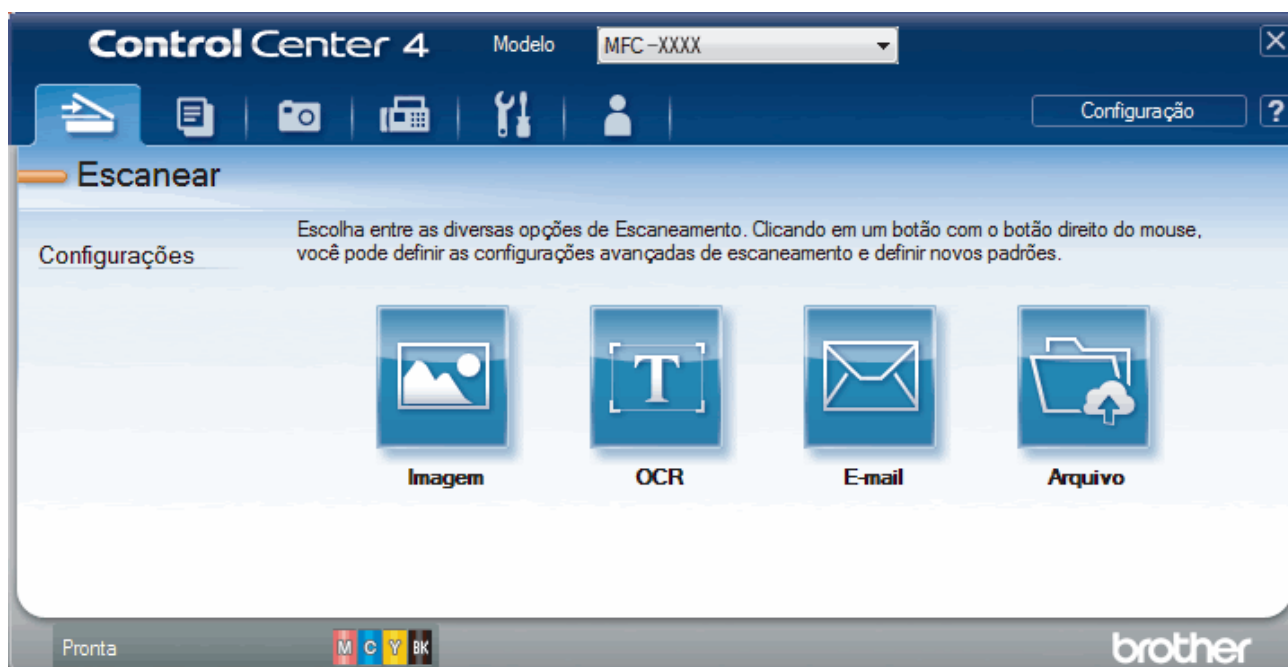 Control Center 4
Modelo
MFC-XXXX
Configuração
?
Escanear
Configurações
Escolha entre as diversas opções de Escaneamento. Clicando em um botão com o botão direito do mouse,
você pode definir as configurações avançadas de escaneamento e definir novos padrões.
T
Imagem
OCR
E-mail
Arquivo
Pronta
M C Y BK
brother